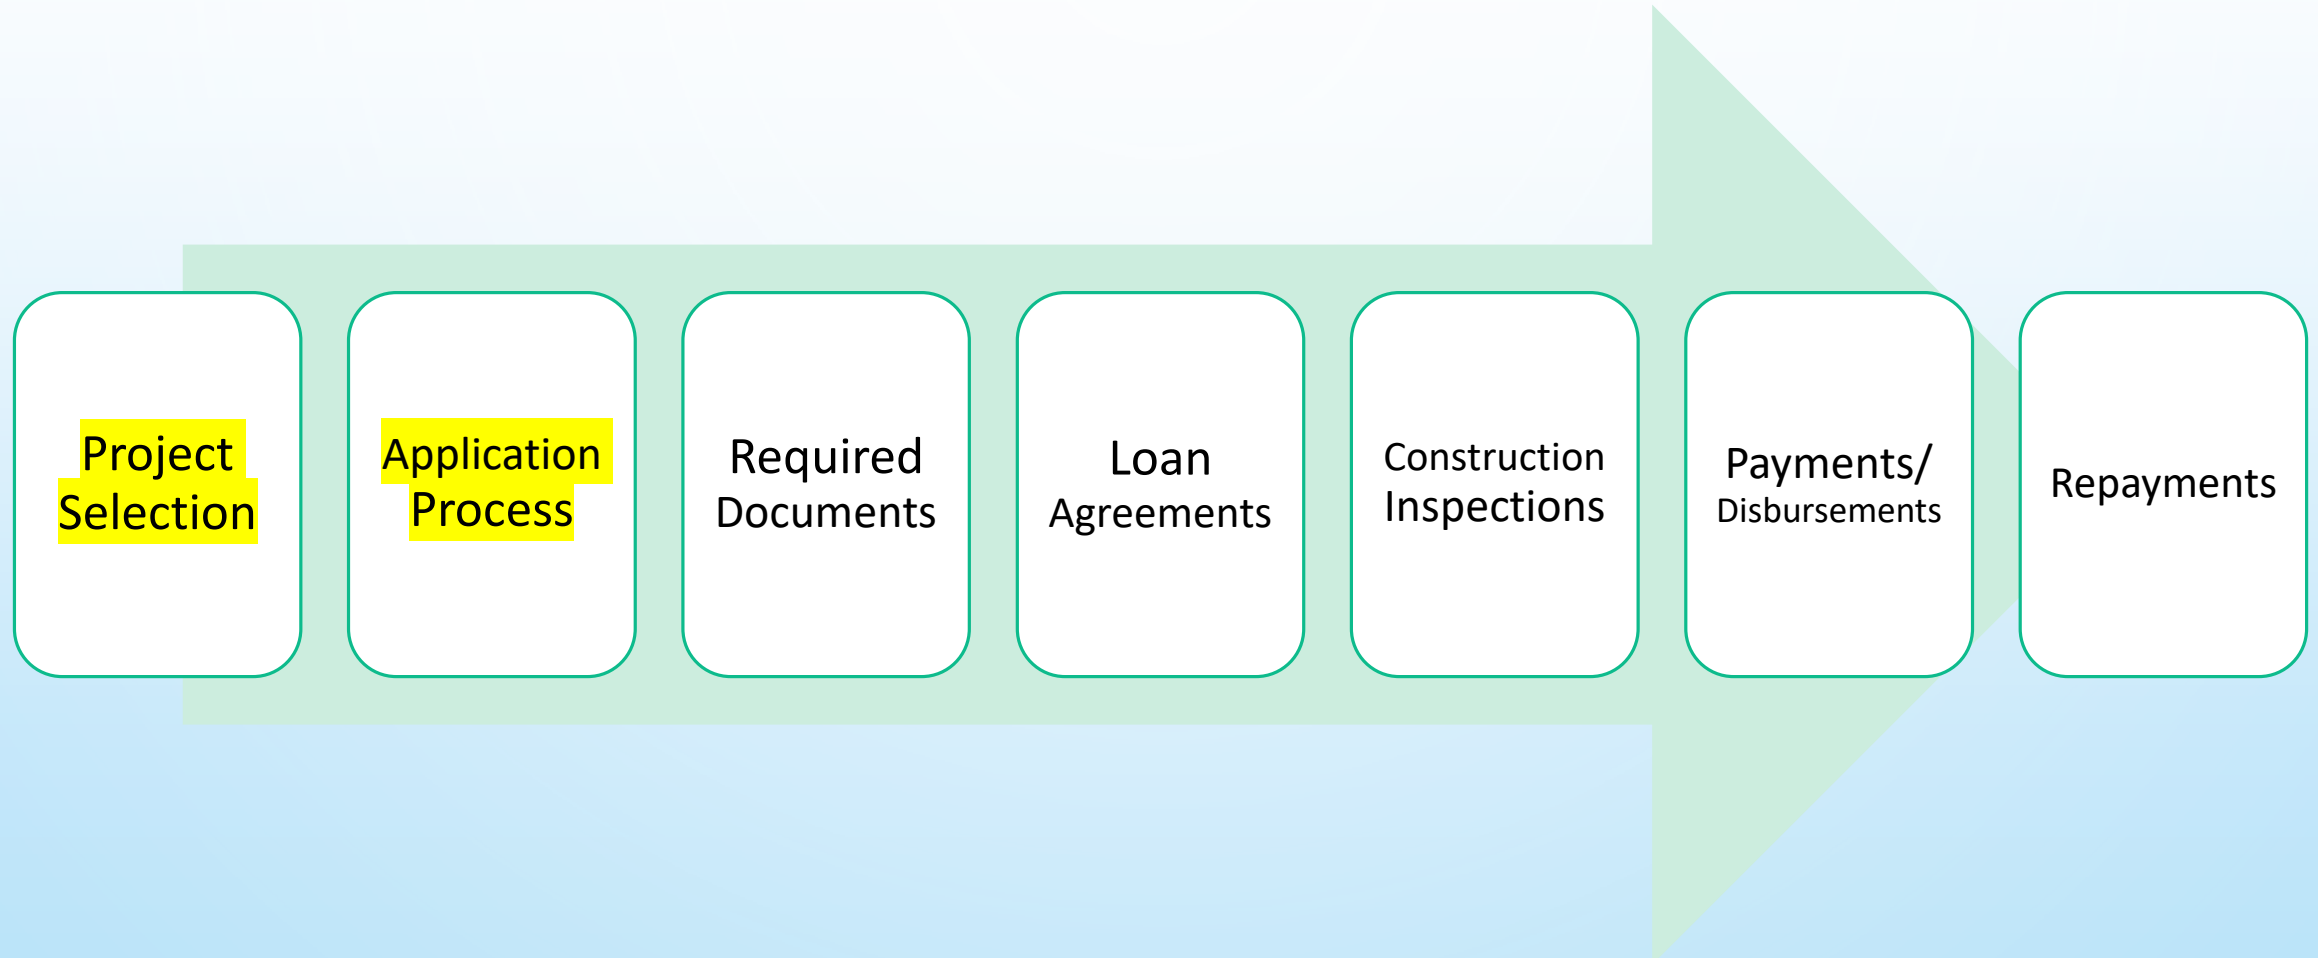 Project
Selection
Application
Process
Required
Documents
Loan
Agreements
Construction
Inspections
Payments/
Disbursements
Repayments